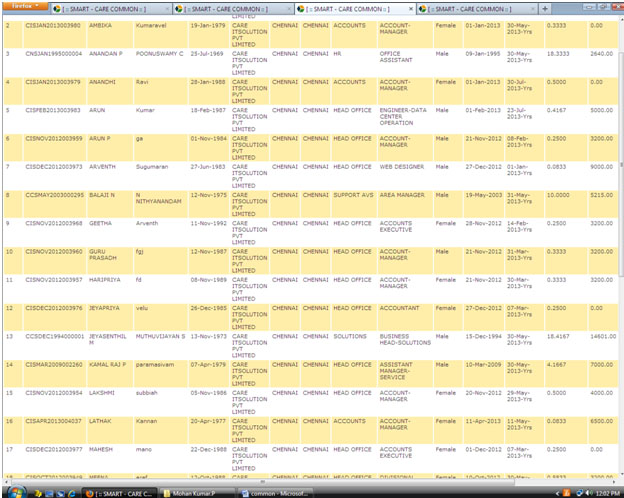 firefox
[ :: SMART - CARE COMMON :: ] [ :: SMART - CARE COMMON :: ] [ :: SMART - CARE COMMON :: ] [ :: SMART - CARE COMMON :: ]
2 CISJAN2013003980 AMBIKA Kumaravel 19-Jan-1979 CARE ITSOLUTION PVT LIMITED CHENNAI CHENNAI ACCOUNTS ACCOUNT-MANAGER Female 01-Jan-2013 30-May-2013-Yrs 0.3333 0.00
3 CNSJAN1995000004 ANANDAN P POONUSWAMY C 25-Jul-1969 CARE ITSOLUTION PVT LIMITED CHENNAI CHENNAI HR OFFICE ASSISTANT Male 09-Jan-1995 30-May-2013-Yrs 18.3333 2640.00
4 CISJAN2013003979 ANANDHI Ravi 28-Jan-1988 CARE ITSOLUTION PVT LIMITED CHENNAI CHENNAI ACCOUNTS ACCOUNT-MANAGER Female 01-Jan-2013 30-Jul-2013-Yrs 0.5000 0.00
5 CISFEB2013003983 ARUN Kumar 18-Feb-1987 CARE ITSOLUTION PVT LIMITED CHENNAI CHENNAI HEAD OFFICE ENGINEER-DATA CENTER OPERATION Male 01-Feb-2013 23-Jul-2013-Yrs 0.4167 5000.00
6 CISNOV2012003959 ARUN P ga 01-Nov-1984 CARE ITSOLUTION PVT LIMITED CHENNAI CHENNAI HEAD OFFICE ACCOUNT-MANAGER Male 21-Nov-2012 08-Feb-2013-Yrs 0.2500 3200.00
7 CISDEC2012003973 ARVENTH Sugumaran 27-Jun-1983 CARE ITSOLUTION PVT LIMITED CHENNAI CHENNAI HEAD OFFICE WEB DESIGNER Male 27-Dec-2012 01-Jan-2013-Yrs 0.0833 9000.00
8 CCSMAY2003000295 BALAJI N N NITHYANANDAM 12-Nov-1975 CARE ITSOLUTION PVT LIMITED CHENNAI CHENNAI SUPPORT AVS AREA MANAGER Male 19-May-2003 31-May-2013-Yrs 10.0000 5215.00
9 CISNOV2012003968 GEETHA Arventh 11-Nov-1992 CARE ITSOLUTION PVT LIMITED CHENNAI CHENNAI HEAD OFFICE ACCOUNTS EXECUTIVE Female 28-Nov-2012 14-Feb-2013-Yrs 0.2500 3200.00
10 CISNOV2012003960 GURU PRASADH fgj 12-Nov-1987 CARE ITSOLUTION PVT LIMITED CHENNAI CHENNAI HEAD OFFICE ACCOUNT-MANAGER Male 21-Nov-2012 31-Mar-2013-Yrs 0.3333 3200.00
11 CISNOV2012003957 HARIPRIYA fd 08-Nov-1986 CARE ITSOLUTION PVT LIMITED CHENNAI CHENNAI HEAD OFFICE ACCOUNT-MANAGER Female 21-Nov-2012 30-Mar-2013-Yrs 0.3333 3200.00
12 CISDEC2012003976 JEYAPRIYA velu 26-Dec-1985 CARE ITSOLUTION PVT LIMITED CHENNAI CHENNAI HEAD OFFICE ACCOUNTANT Female 27-Dec-2012 07-Mar-2013-Yrs 0.2500 0.00
13 CCSDEC1994000001 JEYASENTHIL M MUTHUVIJAYAN S 13-Nov-1973 CARE ITSOLUTION PVT LIMITED CHENNAI CHENNAI SOLUTIONS BUSINESS HEAD-SOLUTIONS Male 15-Dec-1994 30-May-2013-Yrs 18.4167 14601.00
14 CISMAR2009002260 KAMAL RAJ P paramasivam 07-Apr-1979 CARE ITSOLUTION PVT LIMITED CHENNAI CHENNAI HEAD OFFICE ASSISTANT MANAGER-SERVICE Male 10-Mar-2009 30-May-2013-Yrs 4.1667 7000.00
15 CISNOV2012003954 LAKSHMI subbiah 05-Nov-1986 CARE ITSOLUTION PVT LIMITED CHENNAI CHENNAI HEAD OFFICE ACCOUNT-MANAGER Female 20-Nov-2012 29-May-2013-Yrs 0.5000 4000.00
16 CISAPR2013004037 LATHAK Kannan 20-Apr-1977 CARE ITSOLUTION PVT LIMITED CHENNAI CHENNAI HEAD OFFICE ACCOUNT-MANAGER Female 11-Apr-2013 11-May-2013-Yrs 0.0833 6500.00
17 CISDEC2012003977 MAHESH mano 22-Dec-1988 CARE ITSOLUTION PVT LIMITED CHENNAI CHENNAI HEAD OFFICE ACCOUNTS EXECUTIVE Female 01-Dec-2012 07-Mar-2013-Yrs 0.2500 0.00
[ :: SMART - CARE C... Mohan Kumar.P common - Microsof... 12:02 PM